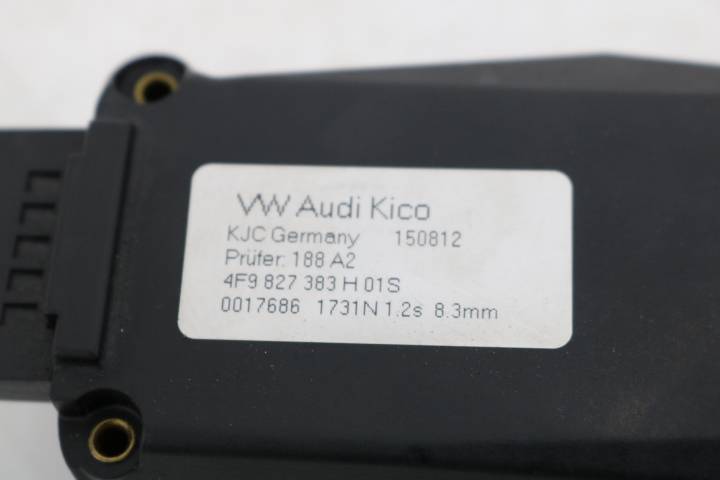 VW Audi Kico
KJC Germany 150812
Prüfer: 188 A2
4F9 827 383 H 01S
0017686 1731N 1.2s 8.3mm